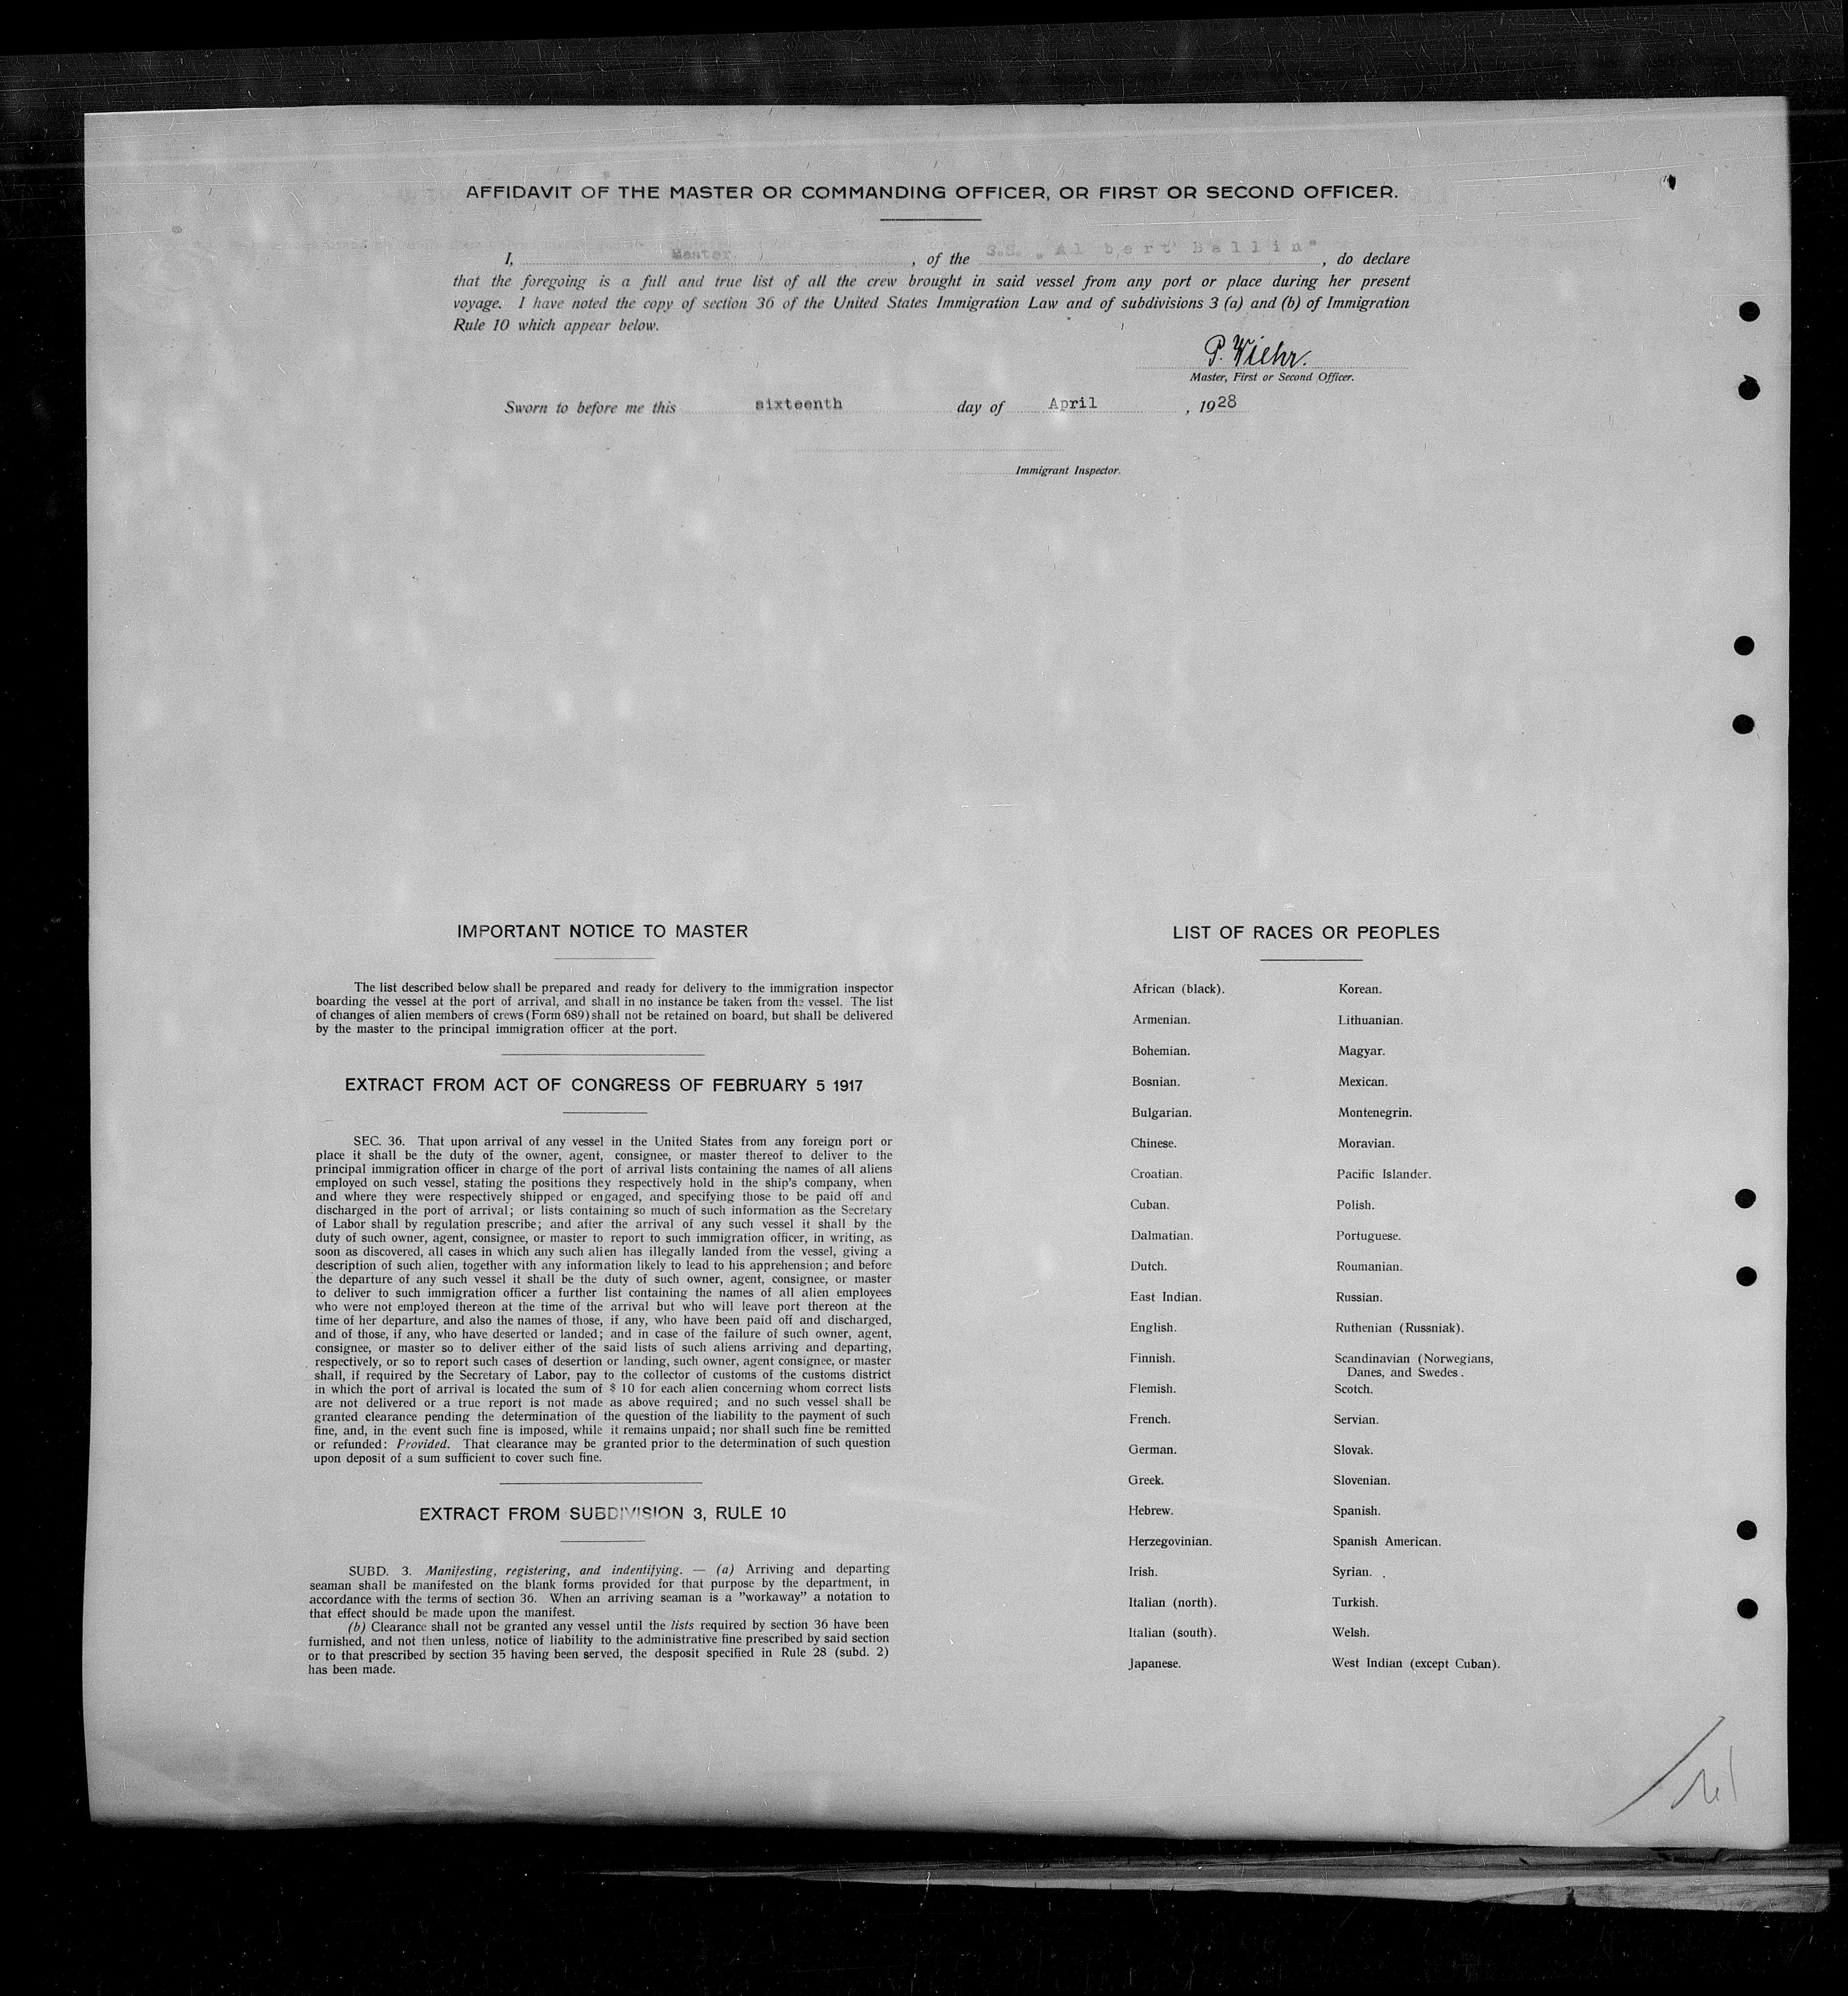 AFFIDAVIT OF THE MASTER OR COMMANDING OFFICER, OR FIRST OR SECOND OFFICER.
I, Master , of the S.S. „Albert Ballin" , do declare
that the foregoing is a full and true list of all the crew brought in said vessel from any port or place during her present
voyage. I have noted the copy of section 36 of the United States Immigration Law and of subdivisions 3 (a) and (b) of Immigration
Rule 10 which appear below.
P. Wiehr.
Master, First or Second Officer.
Sworn to before me this sixteenth day of April , 1928
Immigrant Inspector.
IMPORTANT NOTICE TO MASTER
The list described below shall be prepared and ready for delivery to the immigration inspector
boarding the vessel at the port of arrival, and shall in no instance be taken from the vessel. The list
of changes of alien members of crews (Form 689) shall not be retained on board, but shall be delivered
by the master to the principal immigration officer at the port.
EXTRACT FROM ACT OF CONGRESS OF FEBRUARY 5 1917
SEC. 36. That upon arrival of any vessel in the United States from any foreign port or
place it shall be the duty of the owner, agent, consignee, or master thereof to deliver to the
principal immigration officer in charge of the port of arrival lists containing the names of all aliens
employed on such vessel, stating the positions they respectively hold in the ship's company, when
and where they were respectively shipped or engaged, and specifying those to be paid off and
discharged in the port of arrival; or lists containing so much of such information as the Secretary
of Labor shall by regulation prescribe; and after the arrival of any such vessel it shall by the
duty of such owner, agent, consignee, or master to report to such immigration officer, in writing, as
soon as discovered, all cases in which any such alien has illegally landed from the vessel, giving a
description of such alien, together with any information likely to lead to his apprehension; and before
the departure of any such vessel it shall be the duty of such owner, agent, consignee, or master
to deliver to such immigration officer a further list containing the names of all alien employees
who were not employed thereon at the time of the arrival but who will leave port thereon at the
time of her departure, and also the names of those, if any, who have been paid off and discharged,
and of those, if any, who have deserted or landed; and in case of the failure of such owner, agent,
consignee, or master so to deliver either of the said lists of such aliens arriving and departing,
respectively, or so to report such cases of desertion or landing, such owner, agent consignee, or master
shall, if required by the Secretary of Labor, pay to the collector of customs of the customs district
in which the port of arrival is located the sum of $ 10 for each alien concerning whom correct lists
are not delivered or a true report is not made as above required; and no such vessel shall be
granted clearance pending the determination of the question of the liability to the payment of such
fine, and, in the event such fine is imposed, while it remains unpaid; nor shall such fine be remitted
or refunded: Provided. That clearance may be granted prior to the determination of such question
upon deposit of a sum sufficient to cover such fine.
EXTRACT FROM SUBDIVISION 3, RULE 10
SUBD. 3. Manifesting, registering, and indentifying. — (a) Arriving and departing
seaman shall be manifested on the blank forms provided for that purpose by the department, in
accordance with the terms of section 36. When an arriving seaman is a "workaway" a notation to
that effect should be made upon the manifest.
(b) Clearance shall not be granted any vessel until the lists required by section 36 have been
furnished, and not then unless, notice of liability to the administrative fine prescribed by said section
or to that prescribed by section 35 having been served, the desposit specified in Rule 28 (subd. 2)
has been made.
LIST OF RACES OR PEOPLES
African (black).
Armenian.
Bohemian.
Bosnian.
Bulgarian.
Chinese.
Croatian.
Cuban.
Dalmatian.
Dutch.
East Indian.
English.
Finnish.
Flemish.
French.
German.
Greek.
Hebrew.
Herzegovinian.
Irish.
Italian (north).
Italian (south).
Japanese.
Korean.
Lithuanian.
Magyar.
Mexican.
Montenegrin.
Moravian.
Pacific Islander.
Polish.
Portuguese.
Roumanian.
Russian.
Ruthenian (Russniak).
Scandinavian (Norwegians,
Danes, and Swedes.
Scotch.
Servian.
Slovak.
Slovenian.
Spanish.
Spanish American.
Syrian.
Turkish.
Welsh.
West Indian (except Cuban).